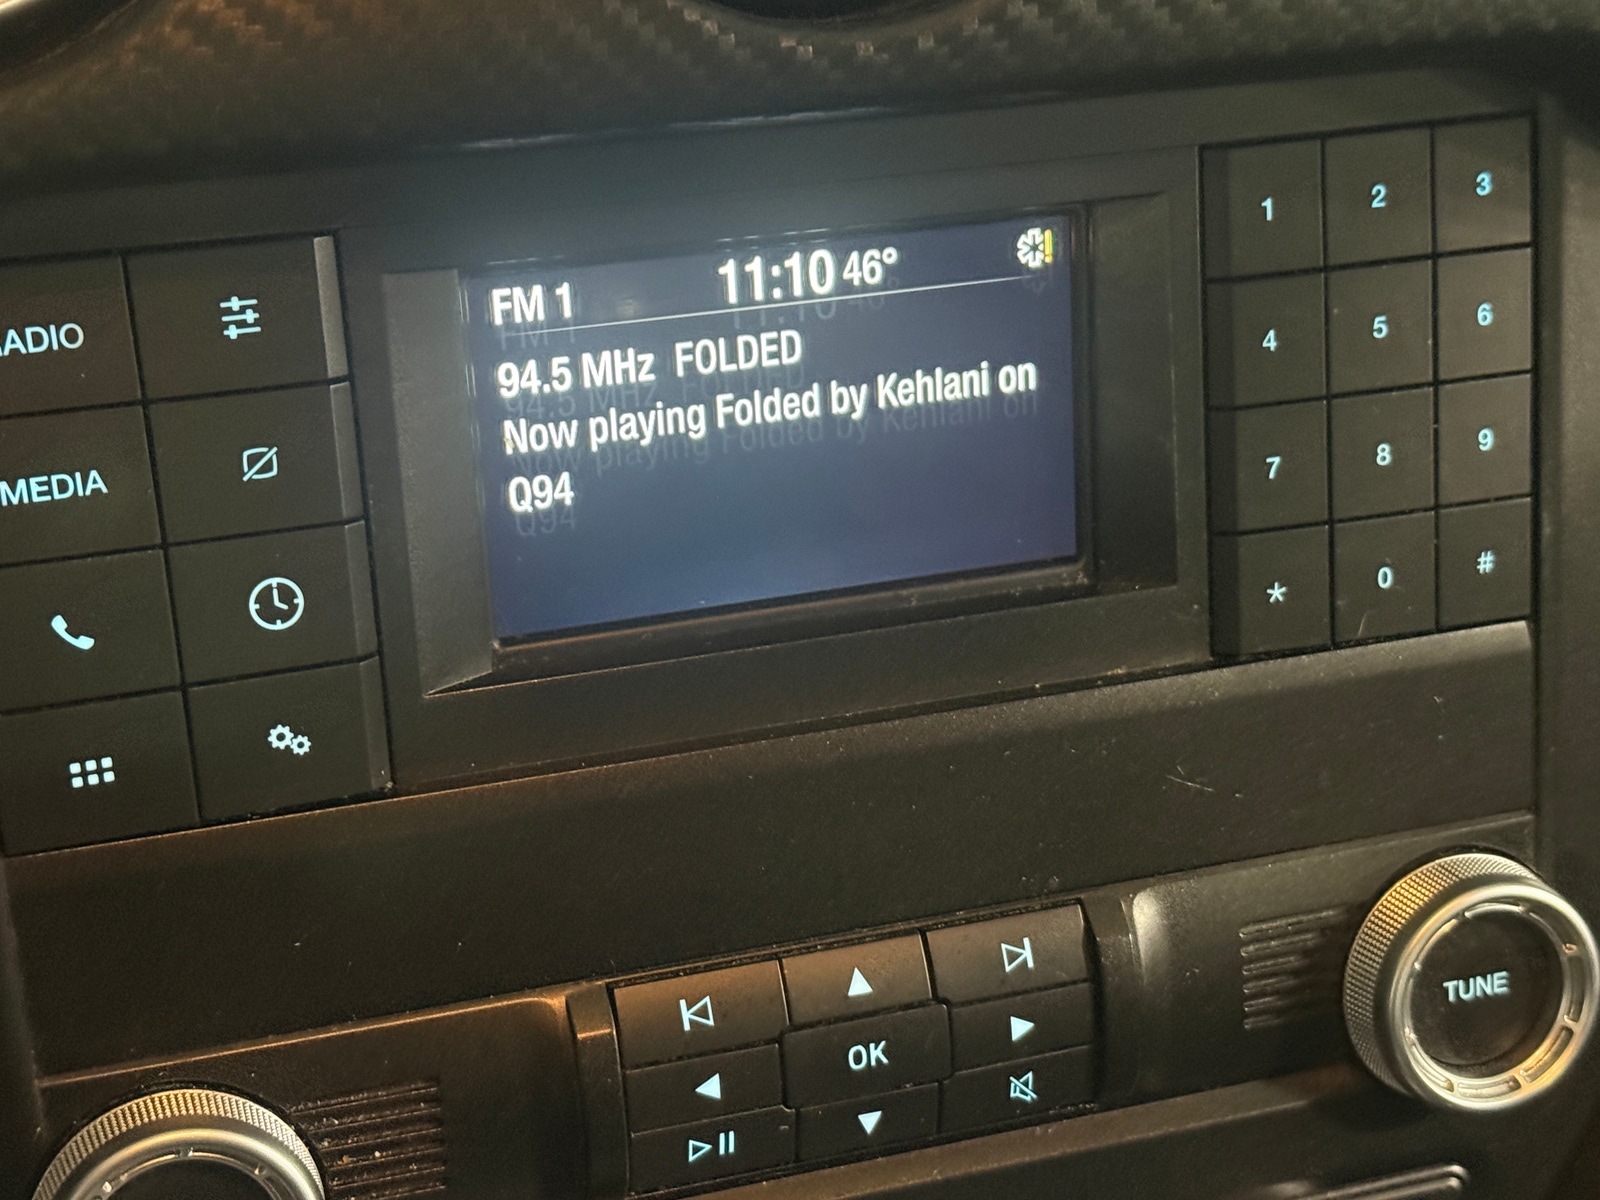 FM 1 11:10 46°
94.5 MHz FOLDED
Now playing Folded by Kehlani on
Q94
ADIO
MEDIA
1 2 3
4 5 6
7 8 9
* 0 #
OK
TUNE